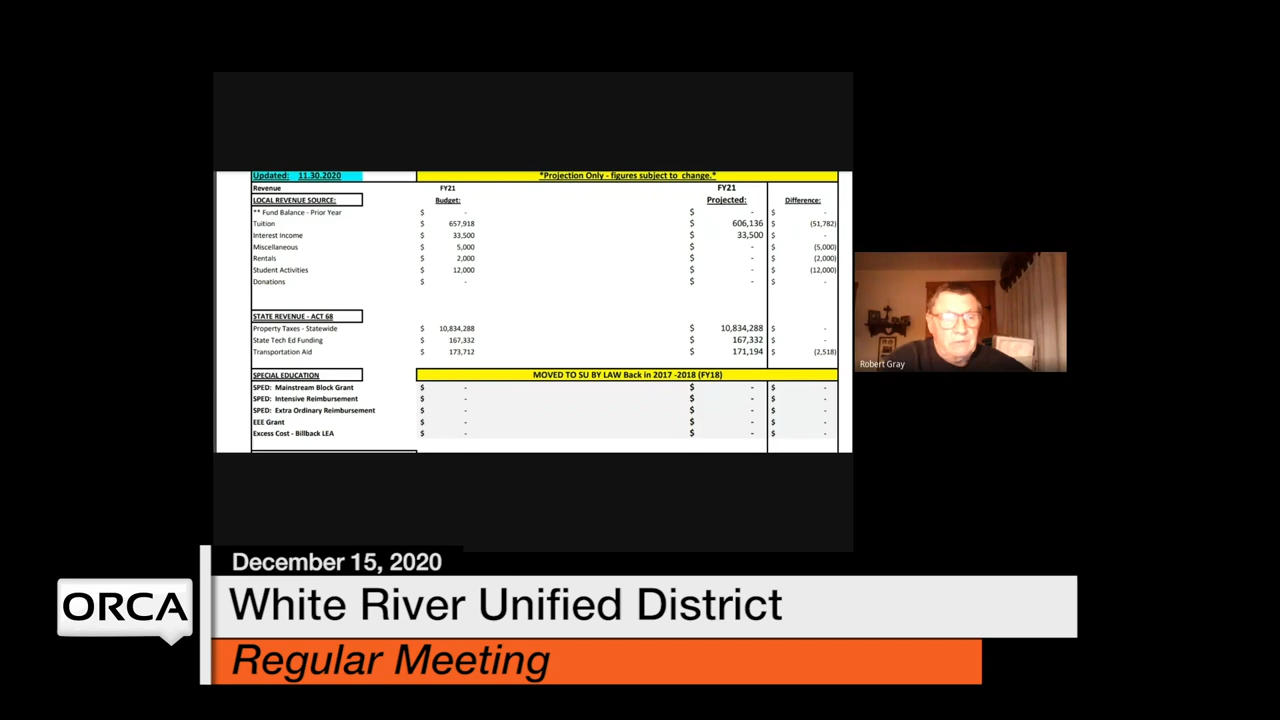 Updated: 11.30.2020 *Projection Only - figures subject to change.*
Revenue FY21 FY21
LOCAL REVENUE SOURCE: Budget: Projected: Difference:
** Fund Balance - Prior Year $ - $ - $ -
Tuition $ 657,918 $ 606,136 $ (51,782)
Interest Income $ 33,500 $ 33,500 $ -
Miscellaneous $ 5,000 $ - $ (5,000)
Rentals $ 2,000 $ - $ (2,000)
Student Activities $ 12,000 $ - $ (12,000)
Donations $ - $ - $ -
STATE REVENUE - ACT 68
Property Taxes - Statewide $ 10,834,288 $ 10,834,288 $ -
State Tech Ed Funding $ 167,332 $ 167,332 $ -
Transportation Aid $ 173,712 $ 171,194 $ (2,518)
SPECIAL EDUCATION MOVED TO SU BY LAW Back in 2017 -2018 (FY18)
SPED: Mainstream Block Grant $ - $ - $ -
SPED: Intensive Reimbursement $ - $ - $ -
SPED: Extra Ordinary Reimbursement $ - $ - $ -
EEE Grant $ - $ - $ -
Excess Cost - Billback LEA $ - $ - $ -
Robert Gray
December 15, 2020
ORCA
White River Unified District
Regular Meeting